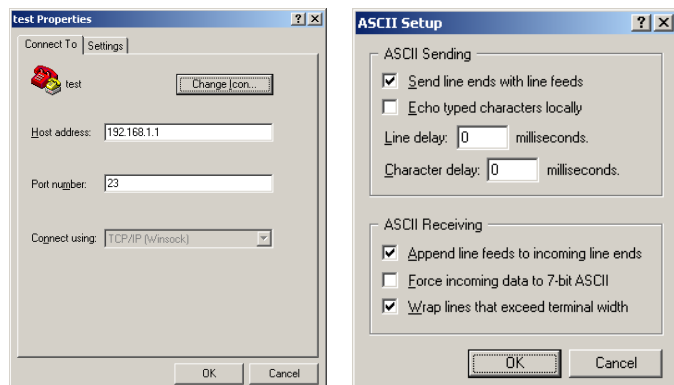 test Properties
Connect To
Settings
test
Change Icon...
Host address: 192.168.1.1
Port number: 23
Connect using: TCP/IP (Winsock)
OK Cancel
ASCII Setup
ASCII Sending
Send line ends with line feeds
Echo typed characters locally
Line delay: 0 milliseconds.
Character delay: 0 milliseconds.
ASCII Receiving
Append line feeds to incoming line ends
Force incoming data to 7-bit ASCII
Wrap lines that exceed terminal width
OK Cancel